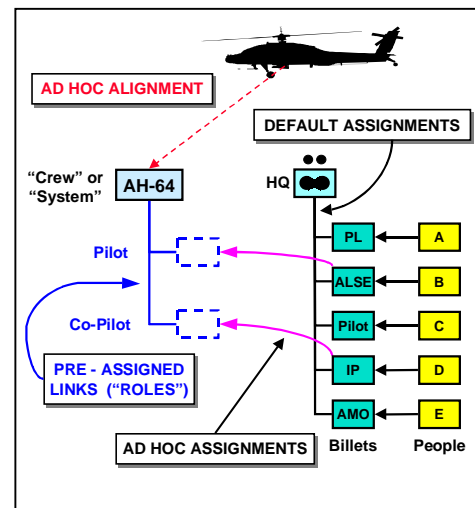 AD HOC ALIGNMENT
DEFAULT ASSIGNMENTS
“Crew” or
“System”
AH-64
HQ
PL
A
Pilot
ALSE
B
Pilot
C
Co-Pilot
IP
D
PRE - ASSIGNED
LINKS (“ROLES”)
AMO
E
AD HOC ASSIGNMENTS
Billets
People